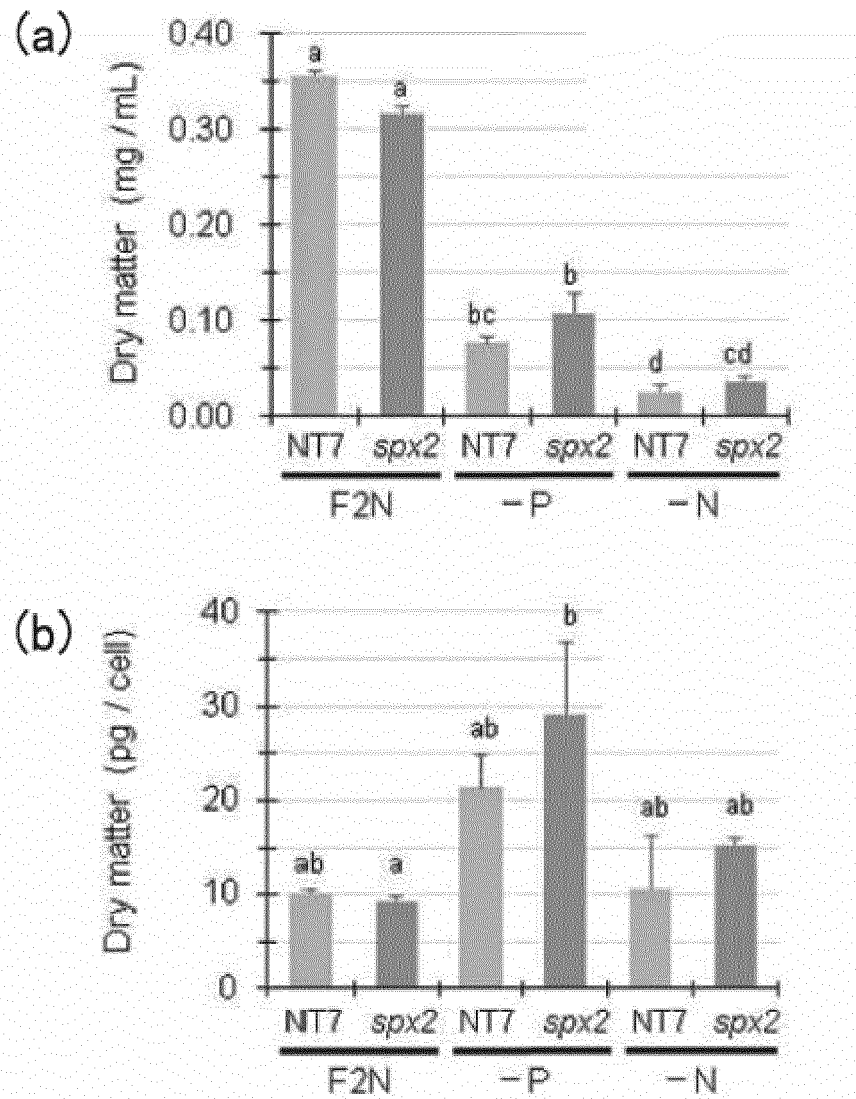 (a)
Dry matter (mg / mL)
0.40
0.30
0.20
0.10
0.00
a
a
bc
b
d
cd
NT7 spx2 NT7 spx2 NT7 spx2
F2N －P －N
(b)
Dry matter (pg / cell)
40
30
20
10
0
ab
a
ab
b
ab
ab
NT7 spx2 NT7 spx2 NT7 spx2
F2N －P －N